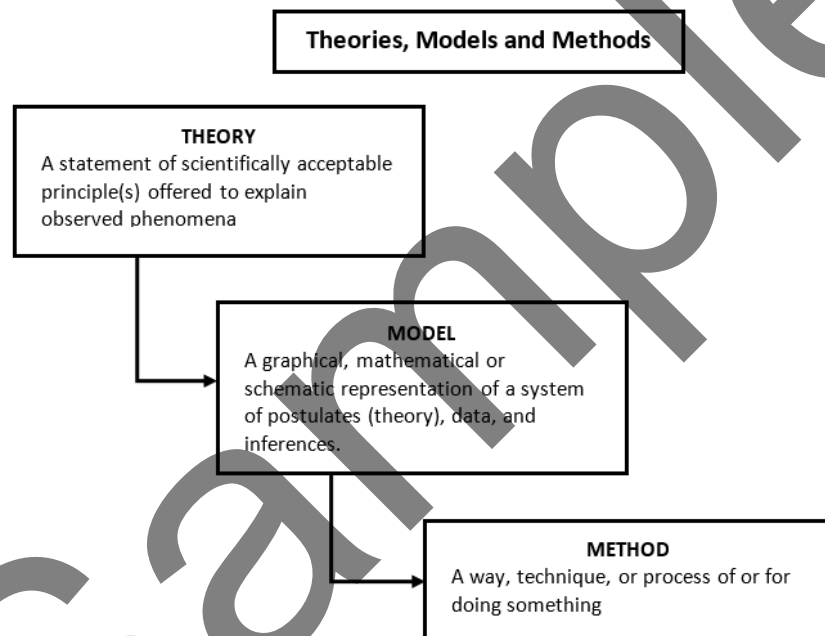 Theories, Models and Methods
THEORY
A statement of scientifically acceptable
principle(s) offered to explain
observed phenomena
MODEL
A graphical, mathematical or
schematic representation of a system
of postulates (theory), data, and
inferences.
METHOD
A way, technique, or process of or for
doing something
ample